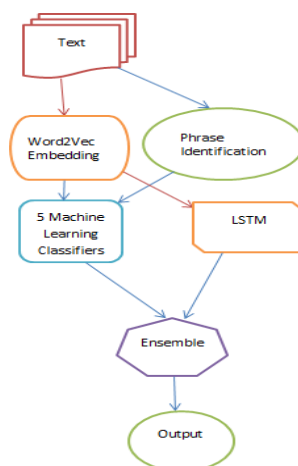 Text
Word2Vec
Embedding
Phrase
Identification
5 Machine
Learning
Classifiers
LSTM
Ensemble
Output